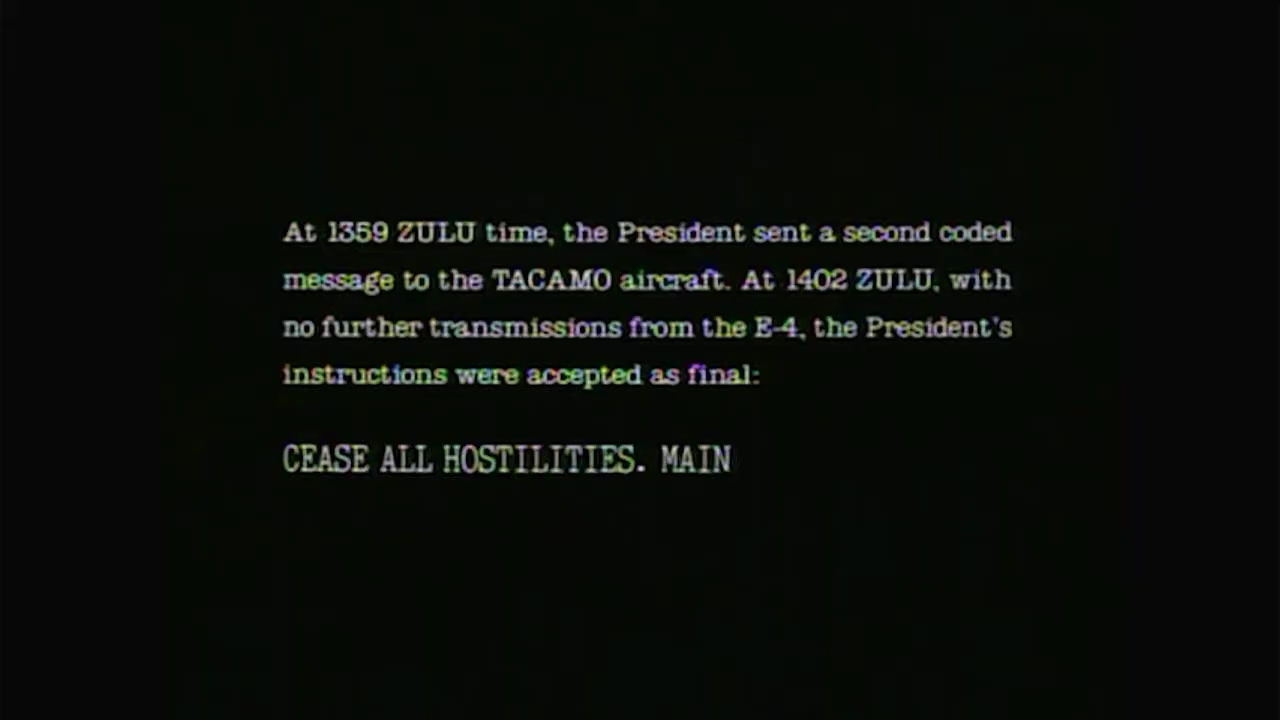 At 1359 ZULU time, the President sent a second coded
message to the TACAMO aircraft. At 1402 ZULU, with
no further transmissions from the E-4, the President's
instructions were accepted as final:
CEASE ALL HOSTILITIES. MAIN